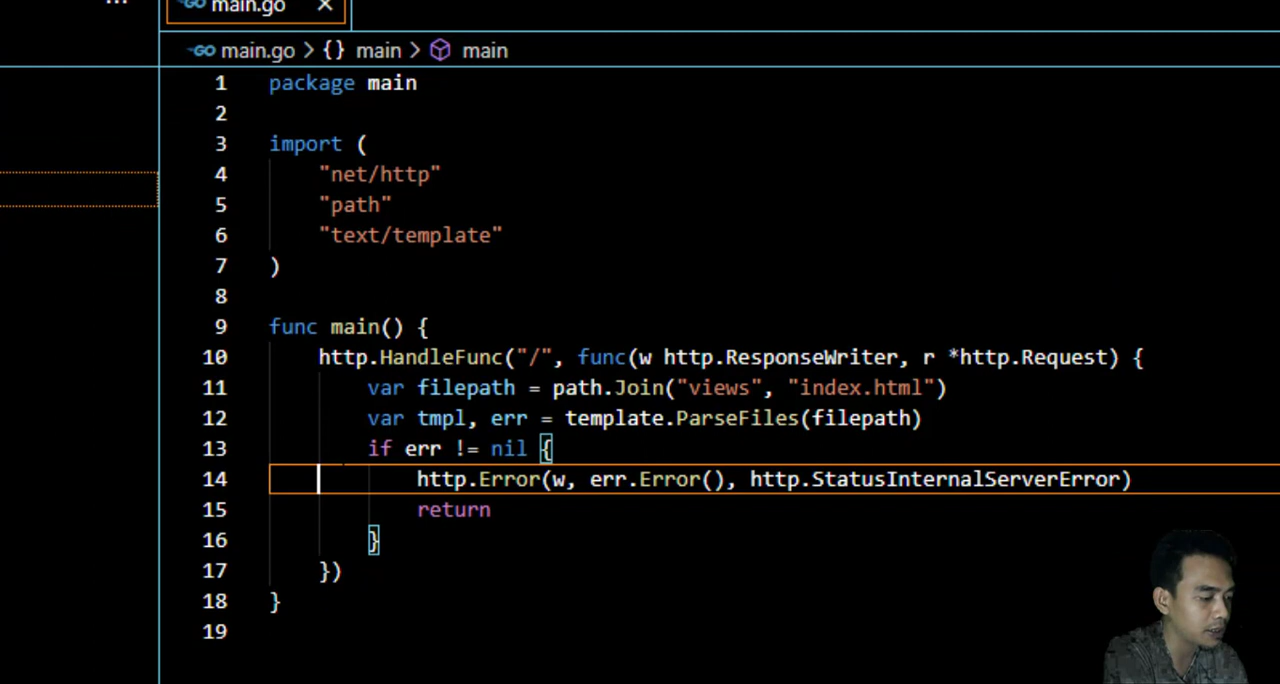 ... main.go ×
GO main.go > {} main > main
1 package main
2
3 import (
4 "net/http"
5 "path"
6 "text/template"
7 )
8
9 func main() {
10 http.HandleFunc("/", func(w http.ResponseWriter, r *http.Request) {
11 var filepath = path.Join("views", "index.html")
12 var tmpl, err = template.ParseFiles(filepath)
13 if err != nil {
14 http.Error(w, err.Error(), http.StatusInternalServerError)
15 return
16 }
17 })
18 }
19